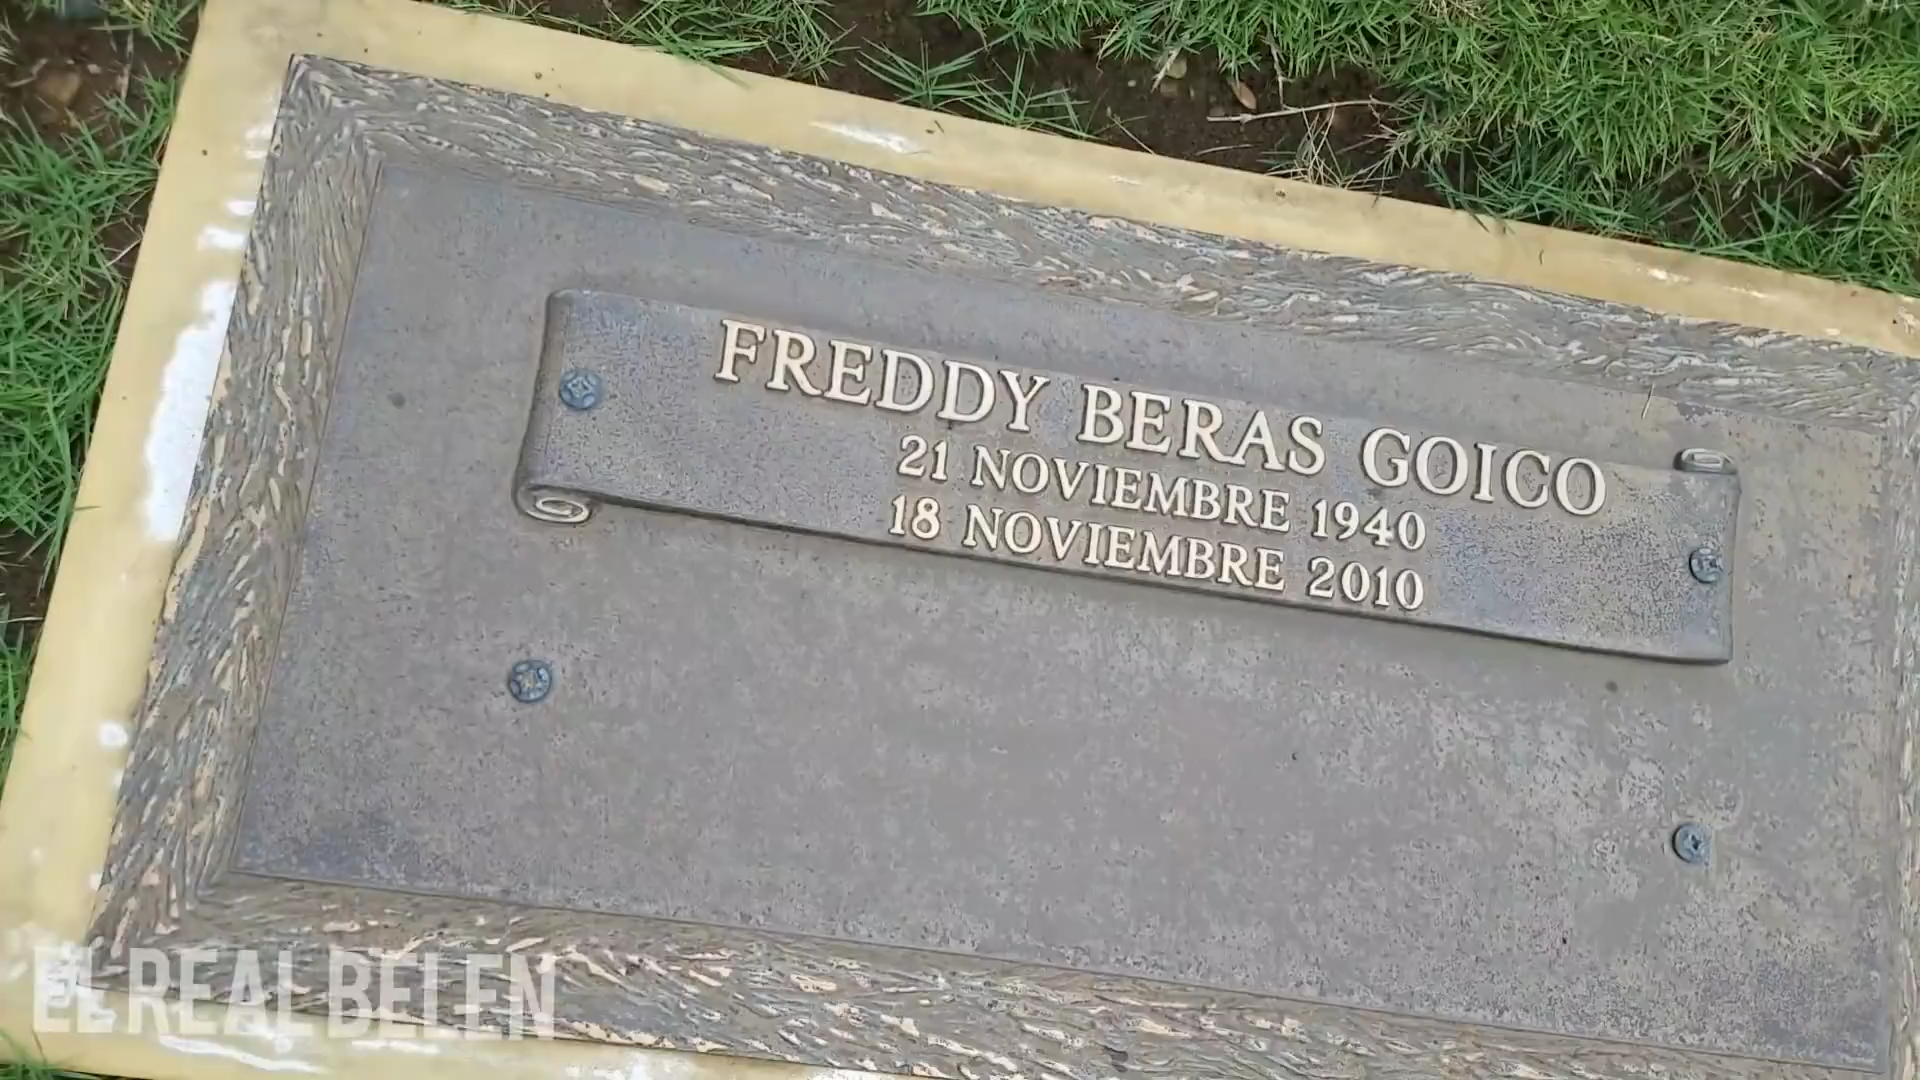 FREDDY BERAS GOICO
21 NOVIEMBRE 1940
18 NOVIEMBRE 2010
EL REAL BELEN